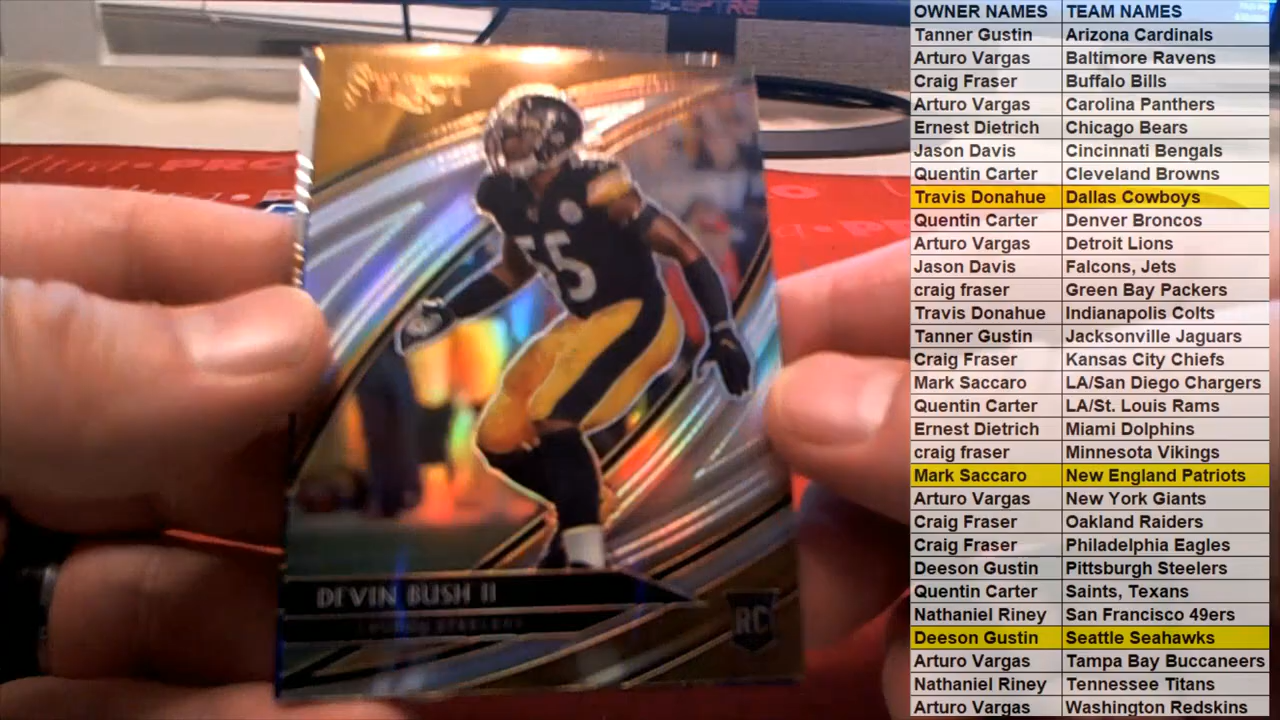 SCEPTRE
SELECT
55
DEVIN BUSH II
RC
PRO
OWNER NAMES TEAM NAMES
Tanner Gustin Arizona Cardinals
Arturo Vargas Baltimore Ravens
Craig Fraser Buffalo Bills
Arturo Vargas Carolina Panthers
Ernest Dietrich Chicago Bears
Jason Davis Cincinnati Bengals
Quentin Carter Cleveland Browns
Travis Donahue Dallas Cowboys
Quentin Carter Denver Broncos
Arturo Vargas Detroit Lions
Jason Davis Falcons, Jets
craig fraser Green Bay Packers
Travis Donahue Indianapolis Colts
Tanner Gustin Jacksonville Jaguars
Craig Fraser Kansas City Chiefs
Mark Saccaro LA/San Diego Chargers
Quentin Carter LA/St. Louis Rams
Ernest Dietrich Miami Dolphins
craig fraser Minnesota Vikings
Mark Saccaro New England Patriots
Arturo Vargas New York Giants
Craig Fraser Oakland Raiders
Craig Fraser Philadelphia Eagles
Deeson Gustin Pittsburgh Steelers
Quentin Carter Saints, Texans
Nathaniel Riney San Francisco 49ers
Deeson Gustin Seattle Seahawks
Arturo Vargas Tampa Bay Buccaneers
Nathaniel Riney Tennessee Titans
Arturo Vargas Washington Redskins